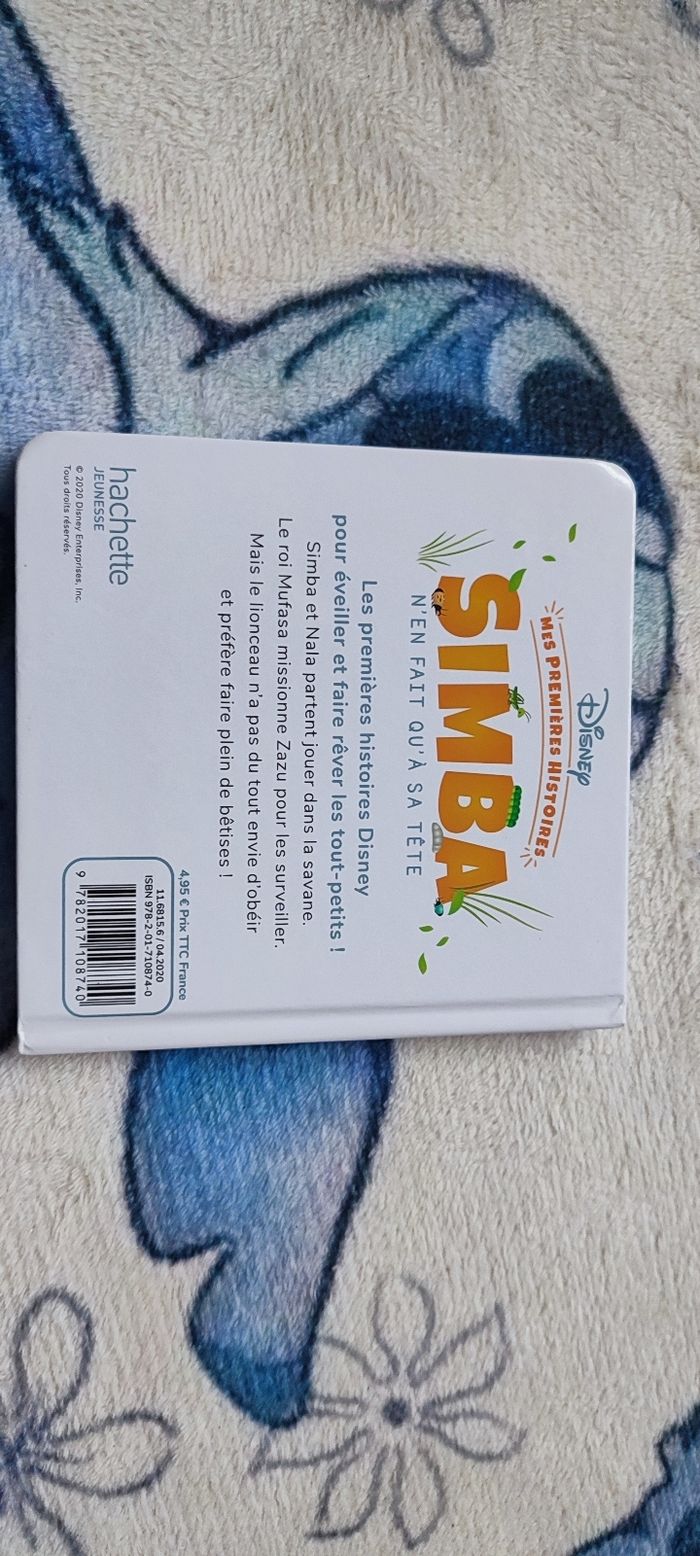 Disney
MES PREMIÈRES HISTOIRES
SIMBA
N'EN FAIT QU'À SA TÊTE
Les premières histoires Disney
pour éveiller et faire rêver les tout-petits !
Simba et Nala partent jouer dans la savane.
Le roi Mufasa missionne Zazu pour les surveiller.
Mais le lionceau n'a pas du tout envie d'obéir
et préfère faire plein de bêtises !
hachette
JEUNESSE
© 2020 Disney Enterprises, Inc.
Tous droits réservés.
4,95 € Prix TTC France
11.6815.6 / 04.2020
ISBN 978-2-01-710874-0
9 782017 108740